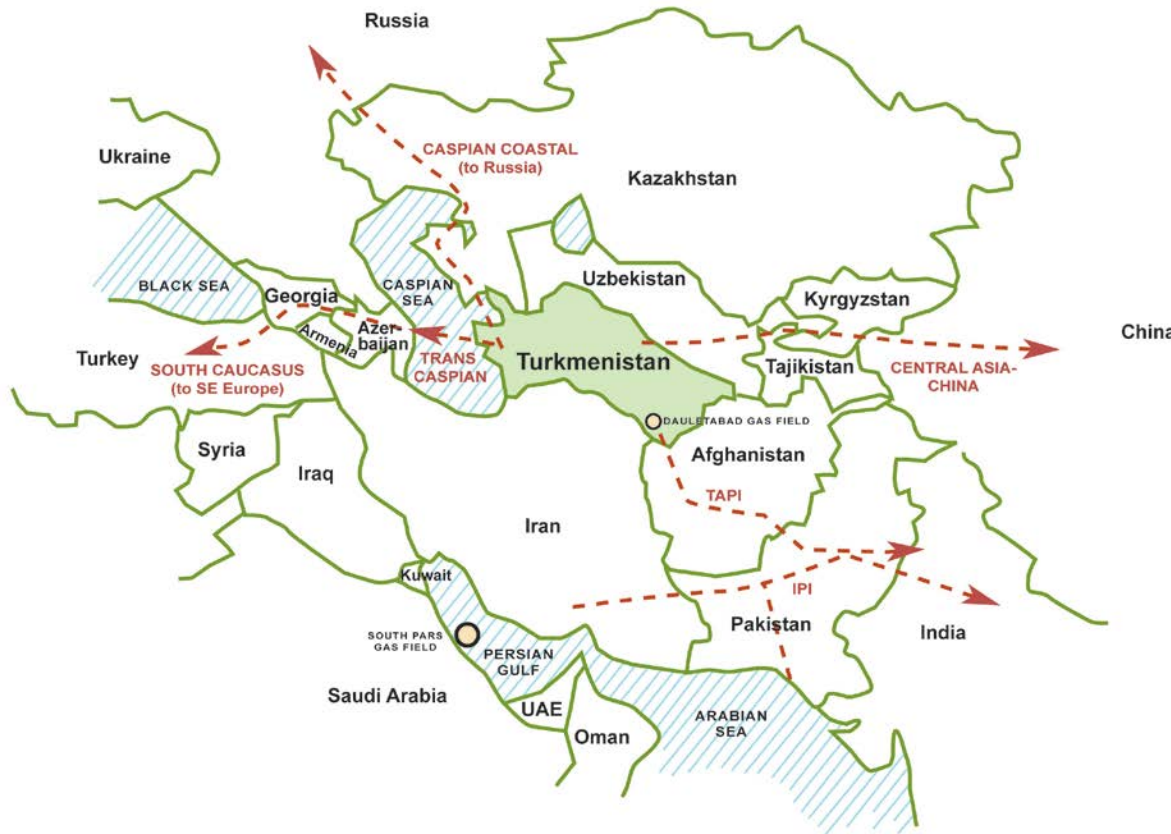 Russia
CASPIAN COASTAL
(to Russia)
Ukraine
Kazakhstan
BLACK SEA
CASPIAN
SEA
Uzbekistan
Georgia
Kyrgyzstan
Armenia
Azer-
baijan
China
Turkey
SOUTH CAUCASUS
(to SE Europe)
TRANS
CASPIAN
Turkmenistan
Tajikistan
CENTRAL ASIA-
CHINA
DAULETABAD GAS FIELD
Syria
Afghanistan
Iraq
TAPI
Iran
Kuwait
IPI
SOUTH PARS
GAS FIELD
PERSIAN
GULF
Pakistan
India
Saudi Arabia
UAE
Oman
ARABIAN
SEA